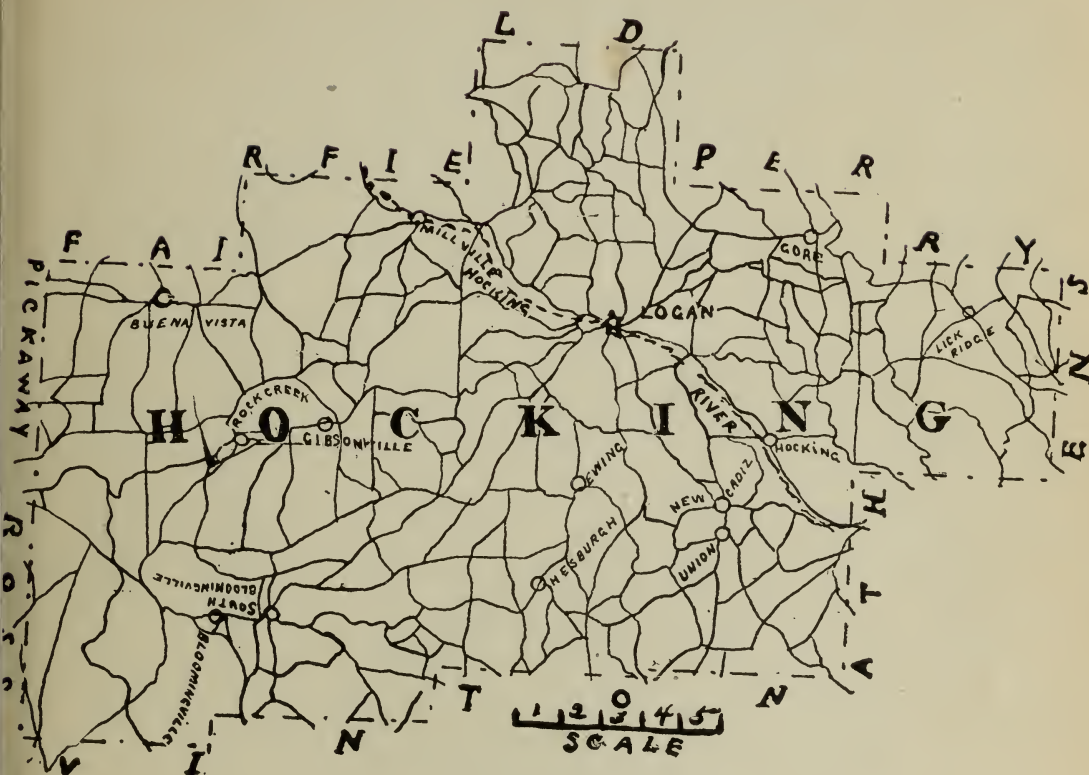 L D
R F I E
P E R
F A I
R Y
PICKAWAY
MILLVILLE
HOCKING
GORE
S
BUENA VISTA
LOGAN
LICK
RIDGE
N
ROCKCREEK
RIVER
H O C K I N G
GIBSONVILLE
HOCKING
E
EWING
NEW
CADIZ
H
ROSS
HESBURGH
UNION
SOUTH
BLOOMINGVILLE
T
BLOOMINGVILLE
A
T O N
1 2 3 4 5
SCALE
V I N